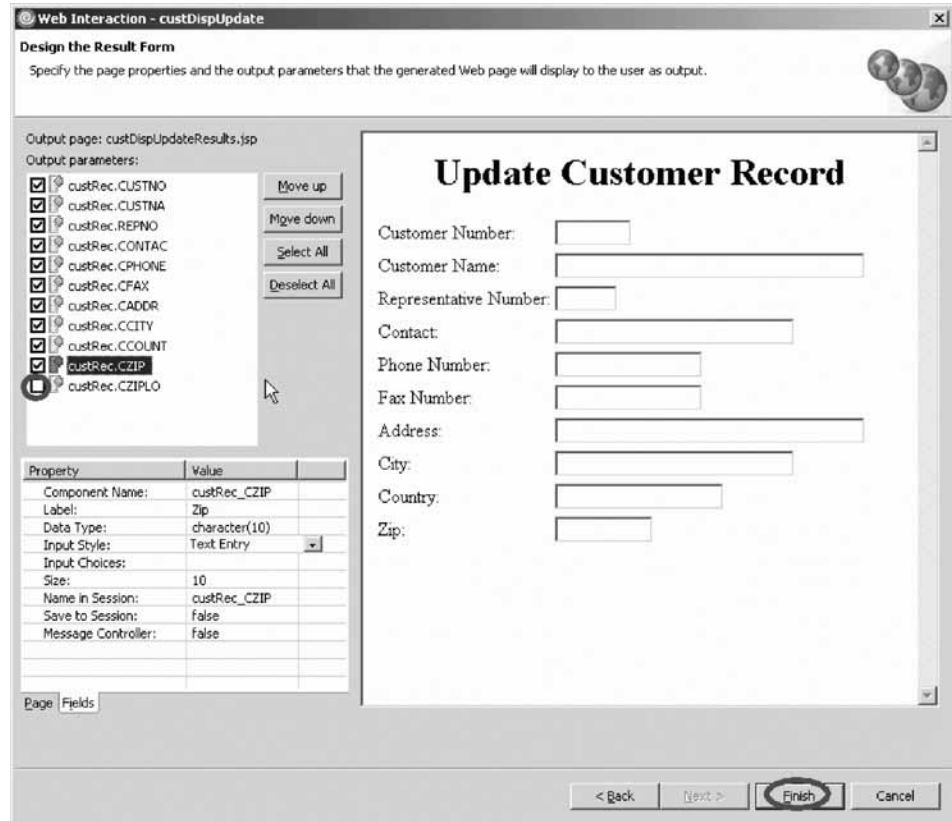 Web Interaction - custDispUpdate
Design the Result Form
Specify the page properties and the output parameters that the generated Web page will display to the user as output.
Output page: custDispUpdateResults.jsp
Output parameters:
custRec.CUSTNO
custRec.CUSTNA
custRec.REPNO
custRec.CONTAC
custRec.CPHONE
custRec.CFAX
custRec.CADDR
custRec.CCITY
custRec.CCOUNT
custRec.CZIP
custRec.CZIPLO
Move up
Move down
Select All
Deselect All
Property Value
Component Name: custRec_CZIP
Label: Zip
Data Type: character(10)
Input Style: Text Entry
Input Choices:
Size: 10
Name in Session: custRec_CZIP
Save to Session: false
Message Controller: false
Page Fields
Update Customer Record
Customer Number:
Customer Name:
Representative Number:
Contact:
Phone Number:
Fax Number:
Address:
City:
Country:
Zip:
< Back Next > Finish Cancel